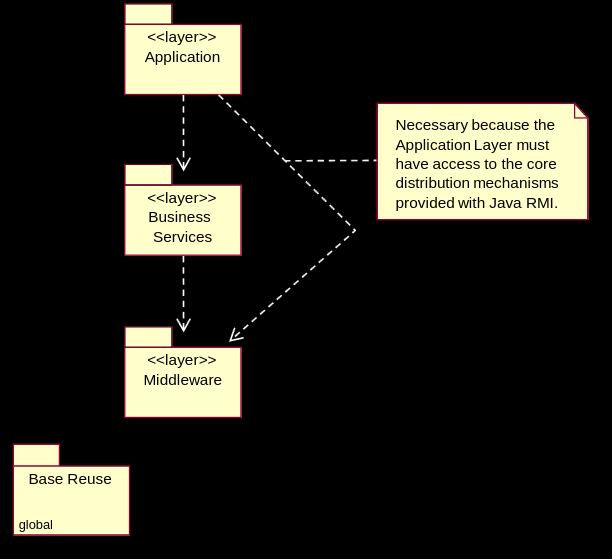 <<layer>>
Application
Necessary because the
Application Layer must
have access to the core
distribution mechanisms
provided with Java RMI.
<<layer>>
Business
Services
<<layer>>
Middleware
Base Reuse
global